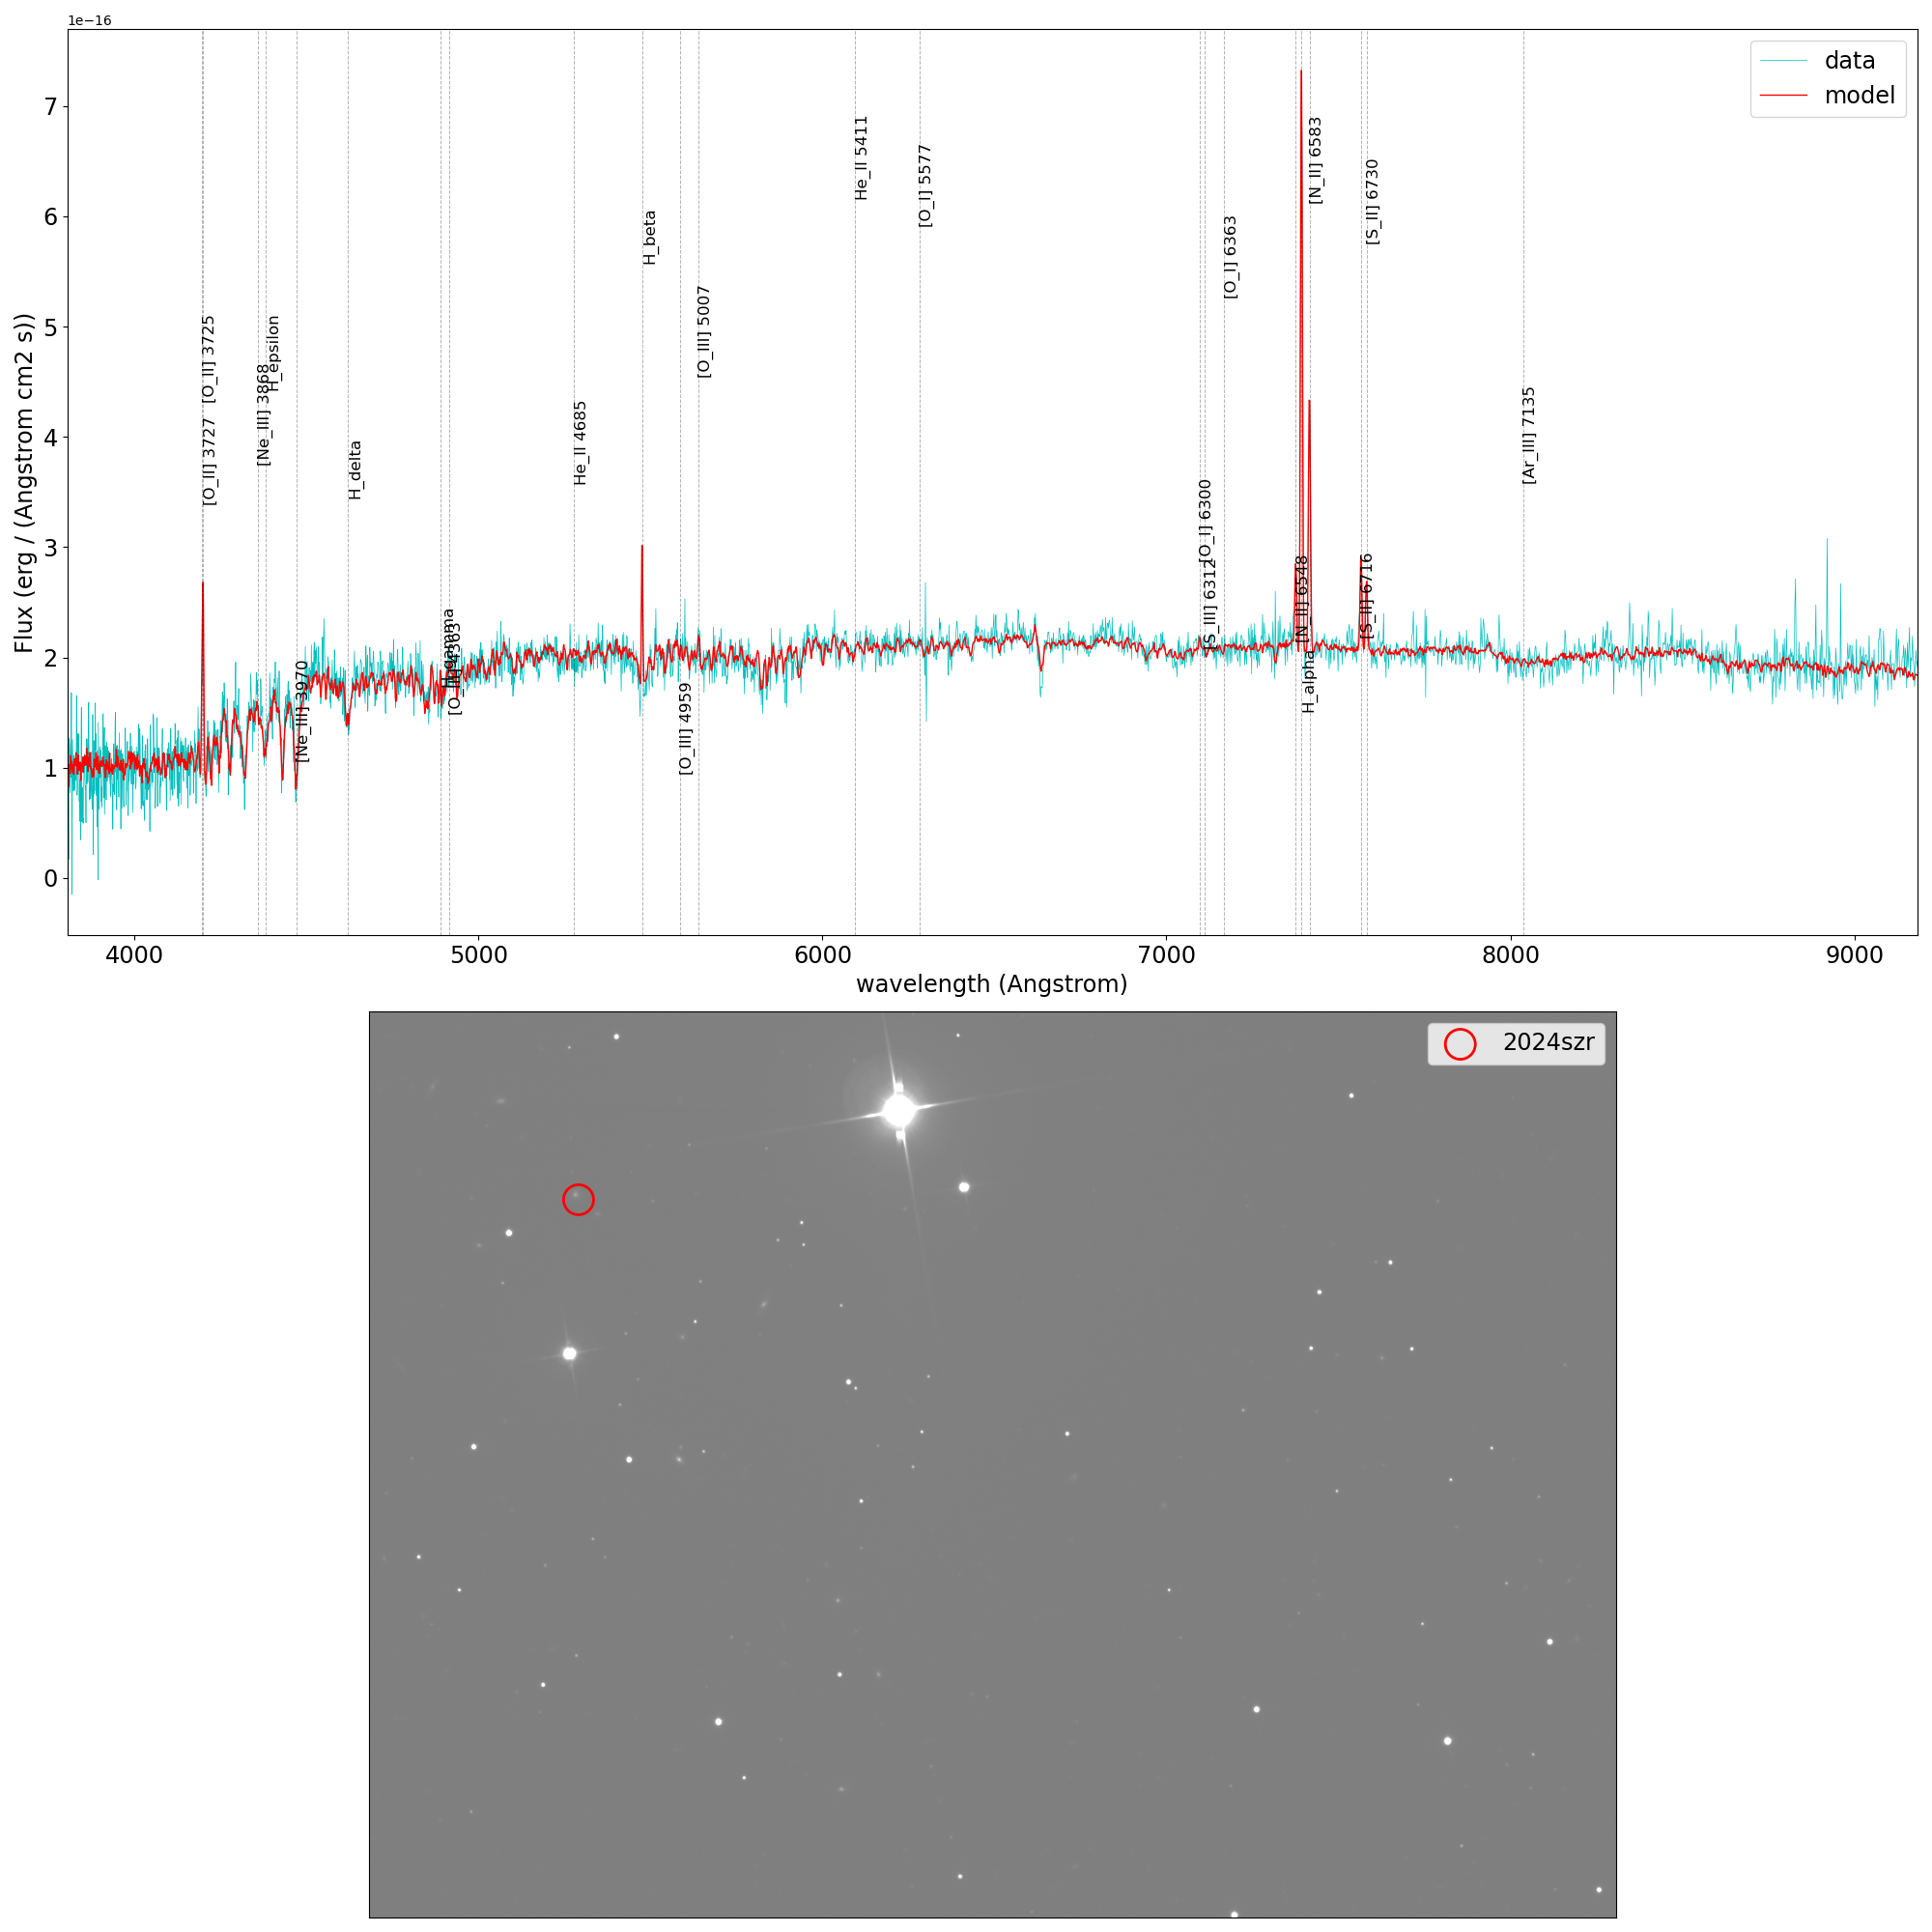 1e−16
data
model
Flux (erg / (Angstrom cm2 s))
7
6
5
4
3
2
1
0
[O_II] 3727
[O_II] 3725
[Ne_III] 3868
H_epsilon
[Ne_III] 3970
H_delta
H_gamma
He_II 4685
H_beta
[O_III] 4959
[O_III] 5007
He_II 5411
[O_I] 5577
[O_I] 6300
[S_III] 6312
[O_I] 6363
[N_II] 6548
H_alpha
[N_II] 6583
[S_II] 6716
[S_II] 6730
[Ar_III] 7135
4000
5000
6000
7000
8000
9000
wavelength (Angstrom)
2024szr